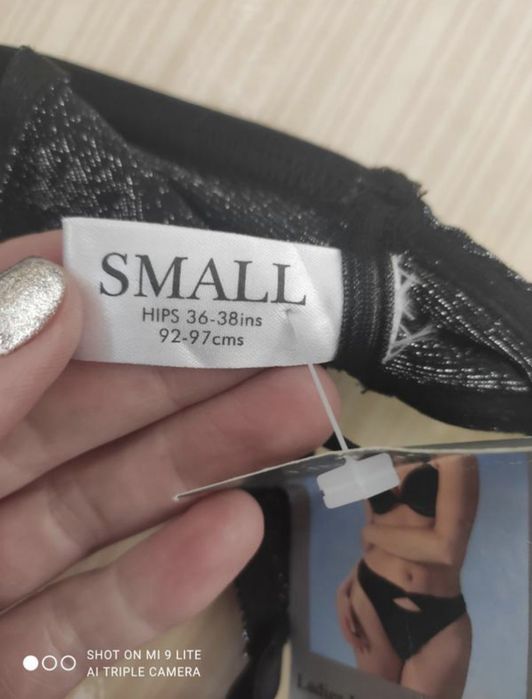 SMALL
HIPS 36-38ins
92-97cms
SHOT ON MI 9 LITE
AI TRIPLE CAMERA